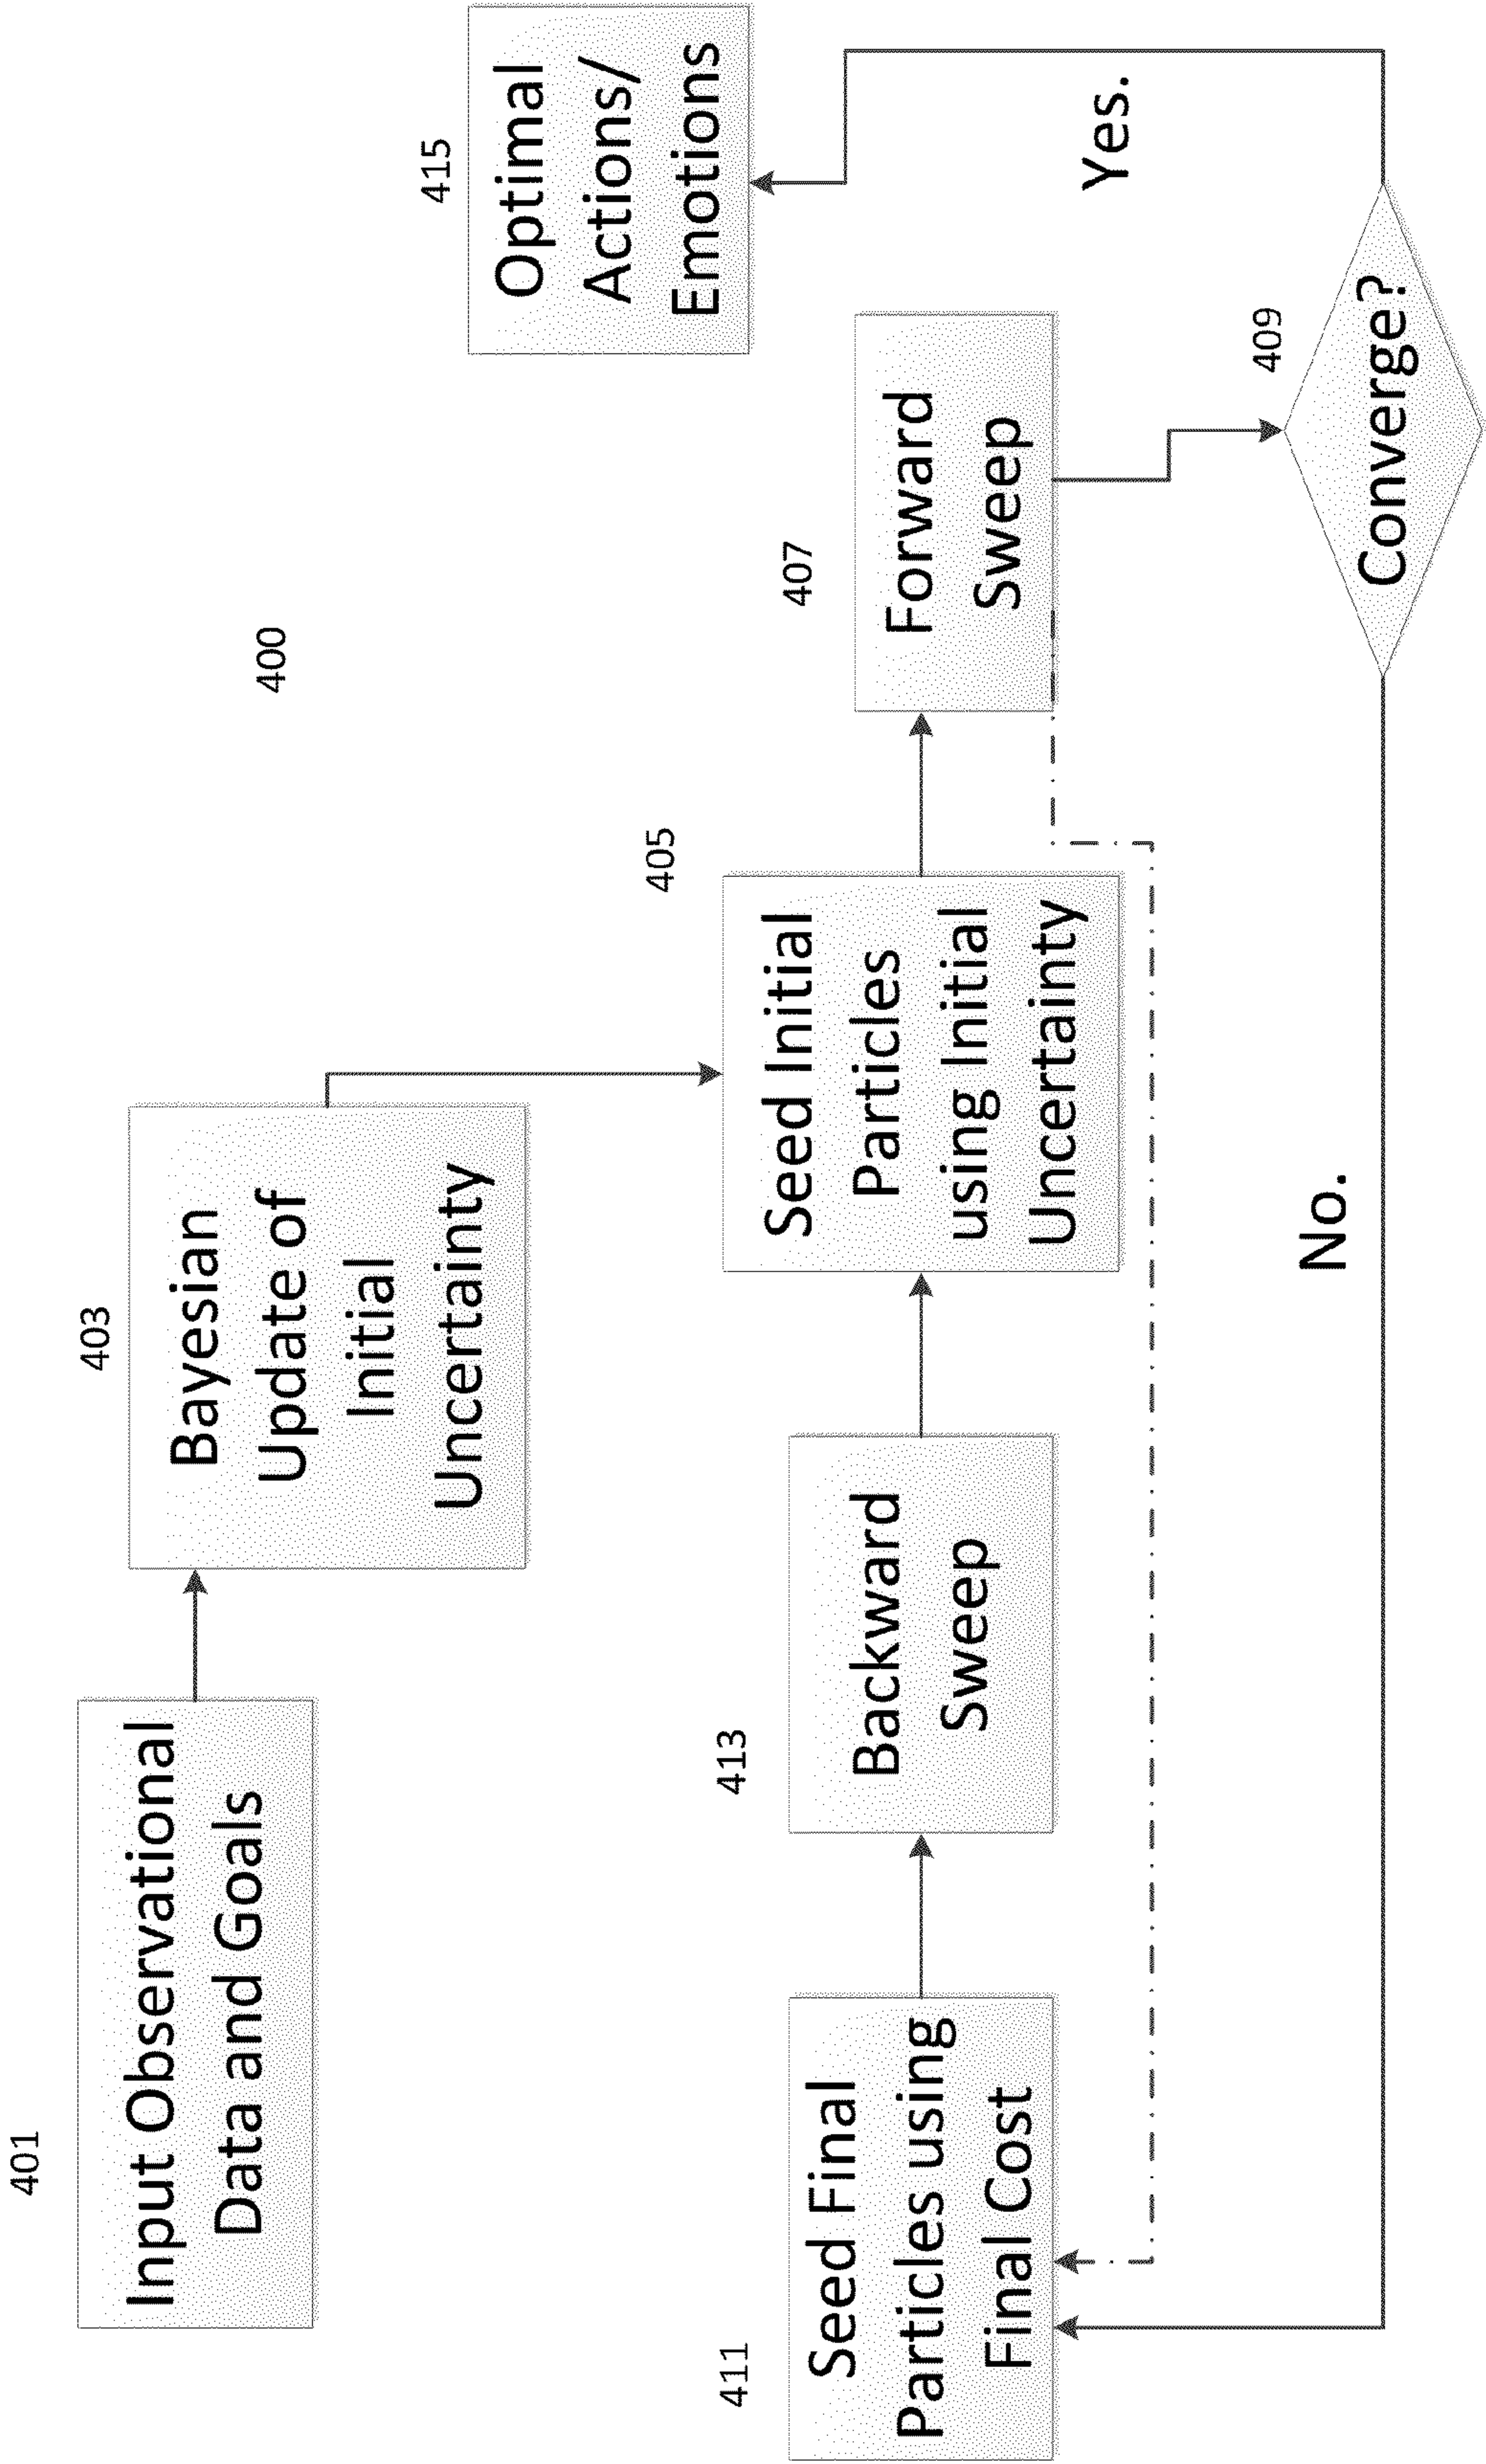 400
401
Input Observational
Data and Goals
403
Bayesian
Update of
Initial
Uncertainty
415
Optimal
Actions/
Emotions
411
Seed Final
Particles using
Final Cost
413
Backward
Sweep
405
Seed Initial
Particles
using Initial
Uncertainty
407
Forward
Sweep
409
Converge?
No.
Yes.